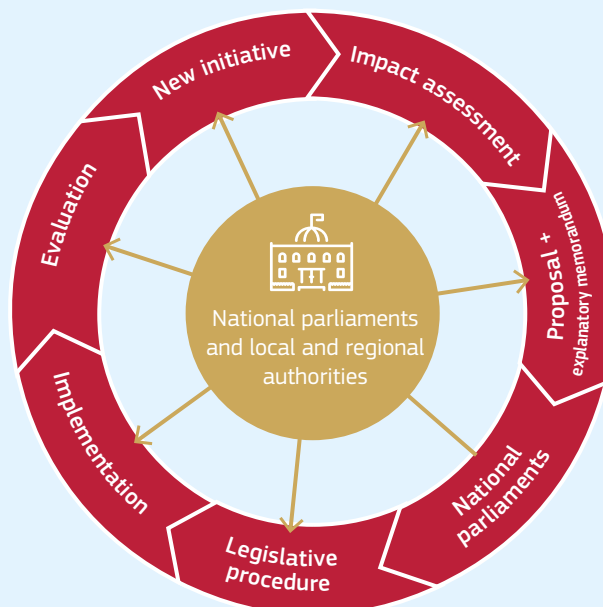 New initiative
Impact assessment
Proposal +
explanatory memorandum
National
parliaments
Legislative
procedure
Implementation
Evaluation
National parliaments
and local and regional
authorities